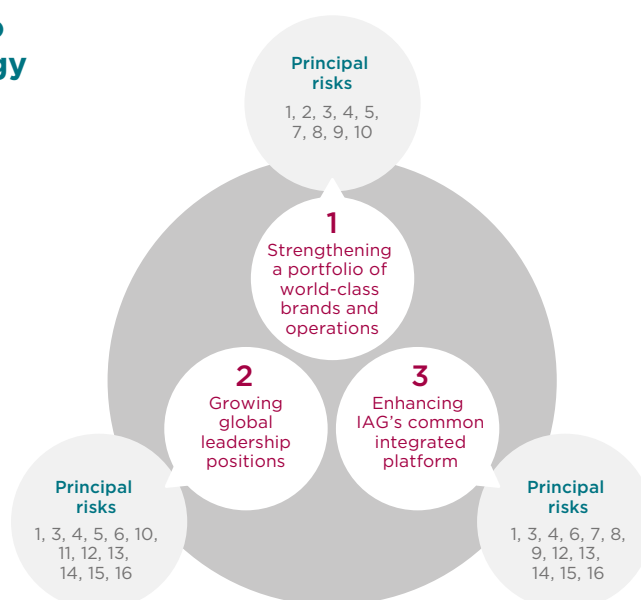 gy
Principal
risks
1, 2, 3, 4, 5,
7, 8, 9, 10
1
Strengthening
a portfolio of
world-class
brands and
operations
2
Growing
global
leadership
positions
3
Enhancing
IAG's common
integrated
platform
Principal
risks
1, 3, 4, 5, 6, 10,
11, 12, 13,
14, 15, 16
Principal
risks
1, 3, 4, 6, 7, 8,
9, 12, 13,
14, 15, 16